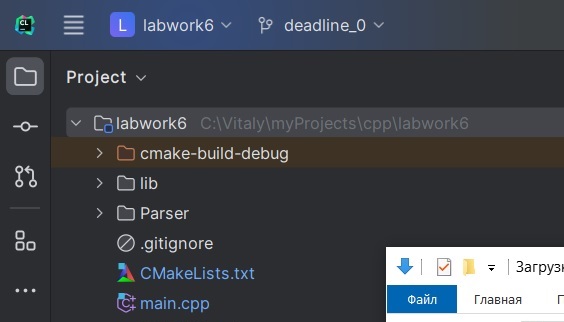 CL L labwork6 deadline_0
Project
labwork6 C:\Vitaly\myProjects\cpp\labwork6
cmake-build-debug
lib
Parser
.gitignore
CMakeLists.txt
main.cpp
Загрузк
Файл Главная